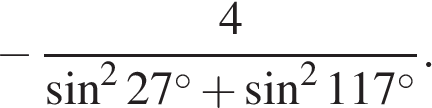 − 4 / (sin² 27° + sin² 117°).